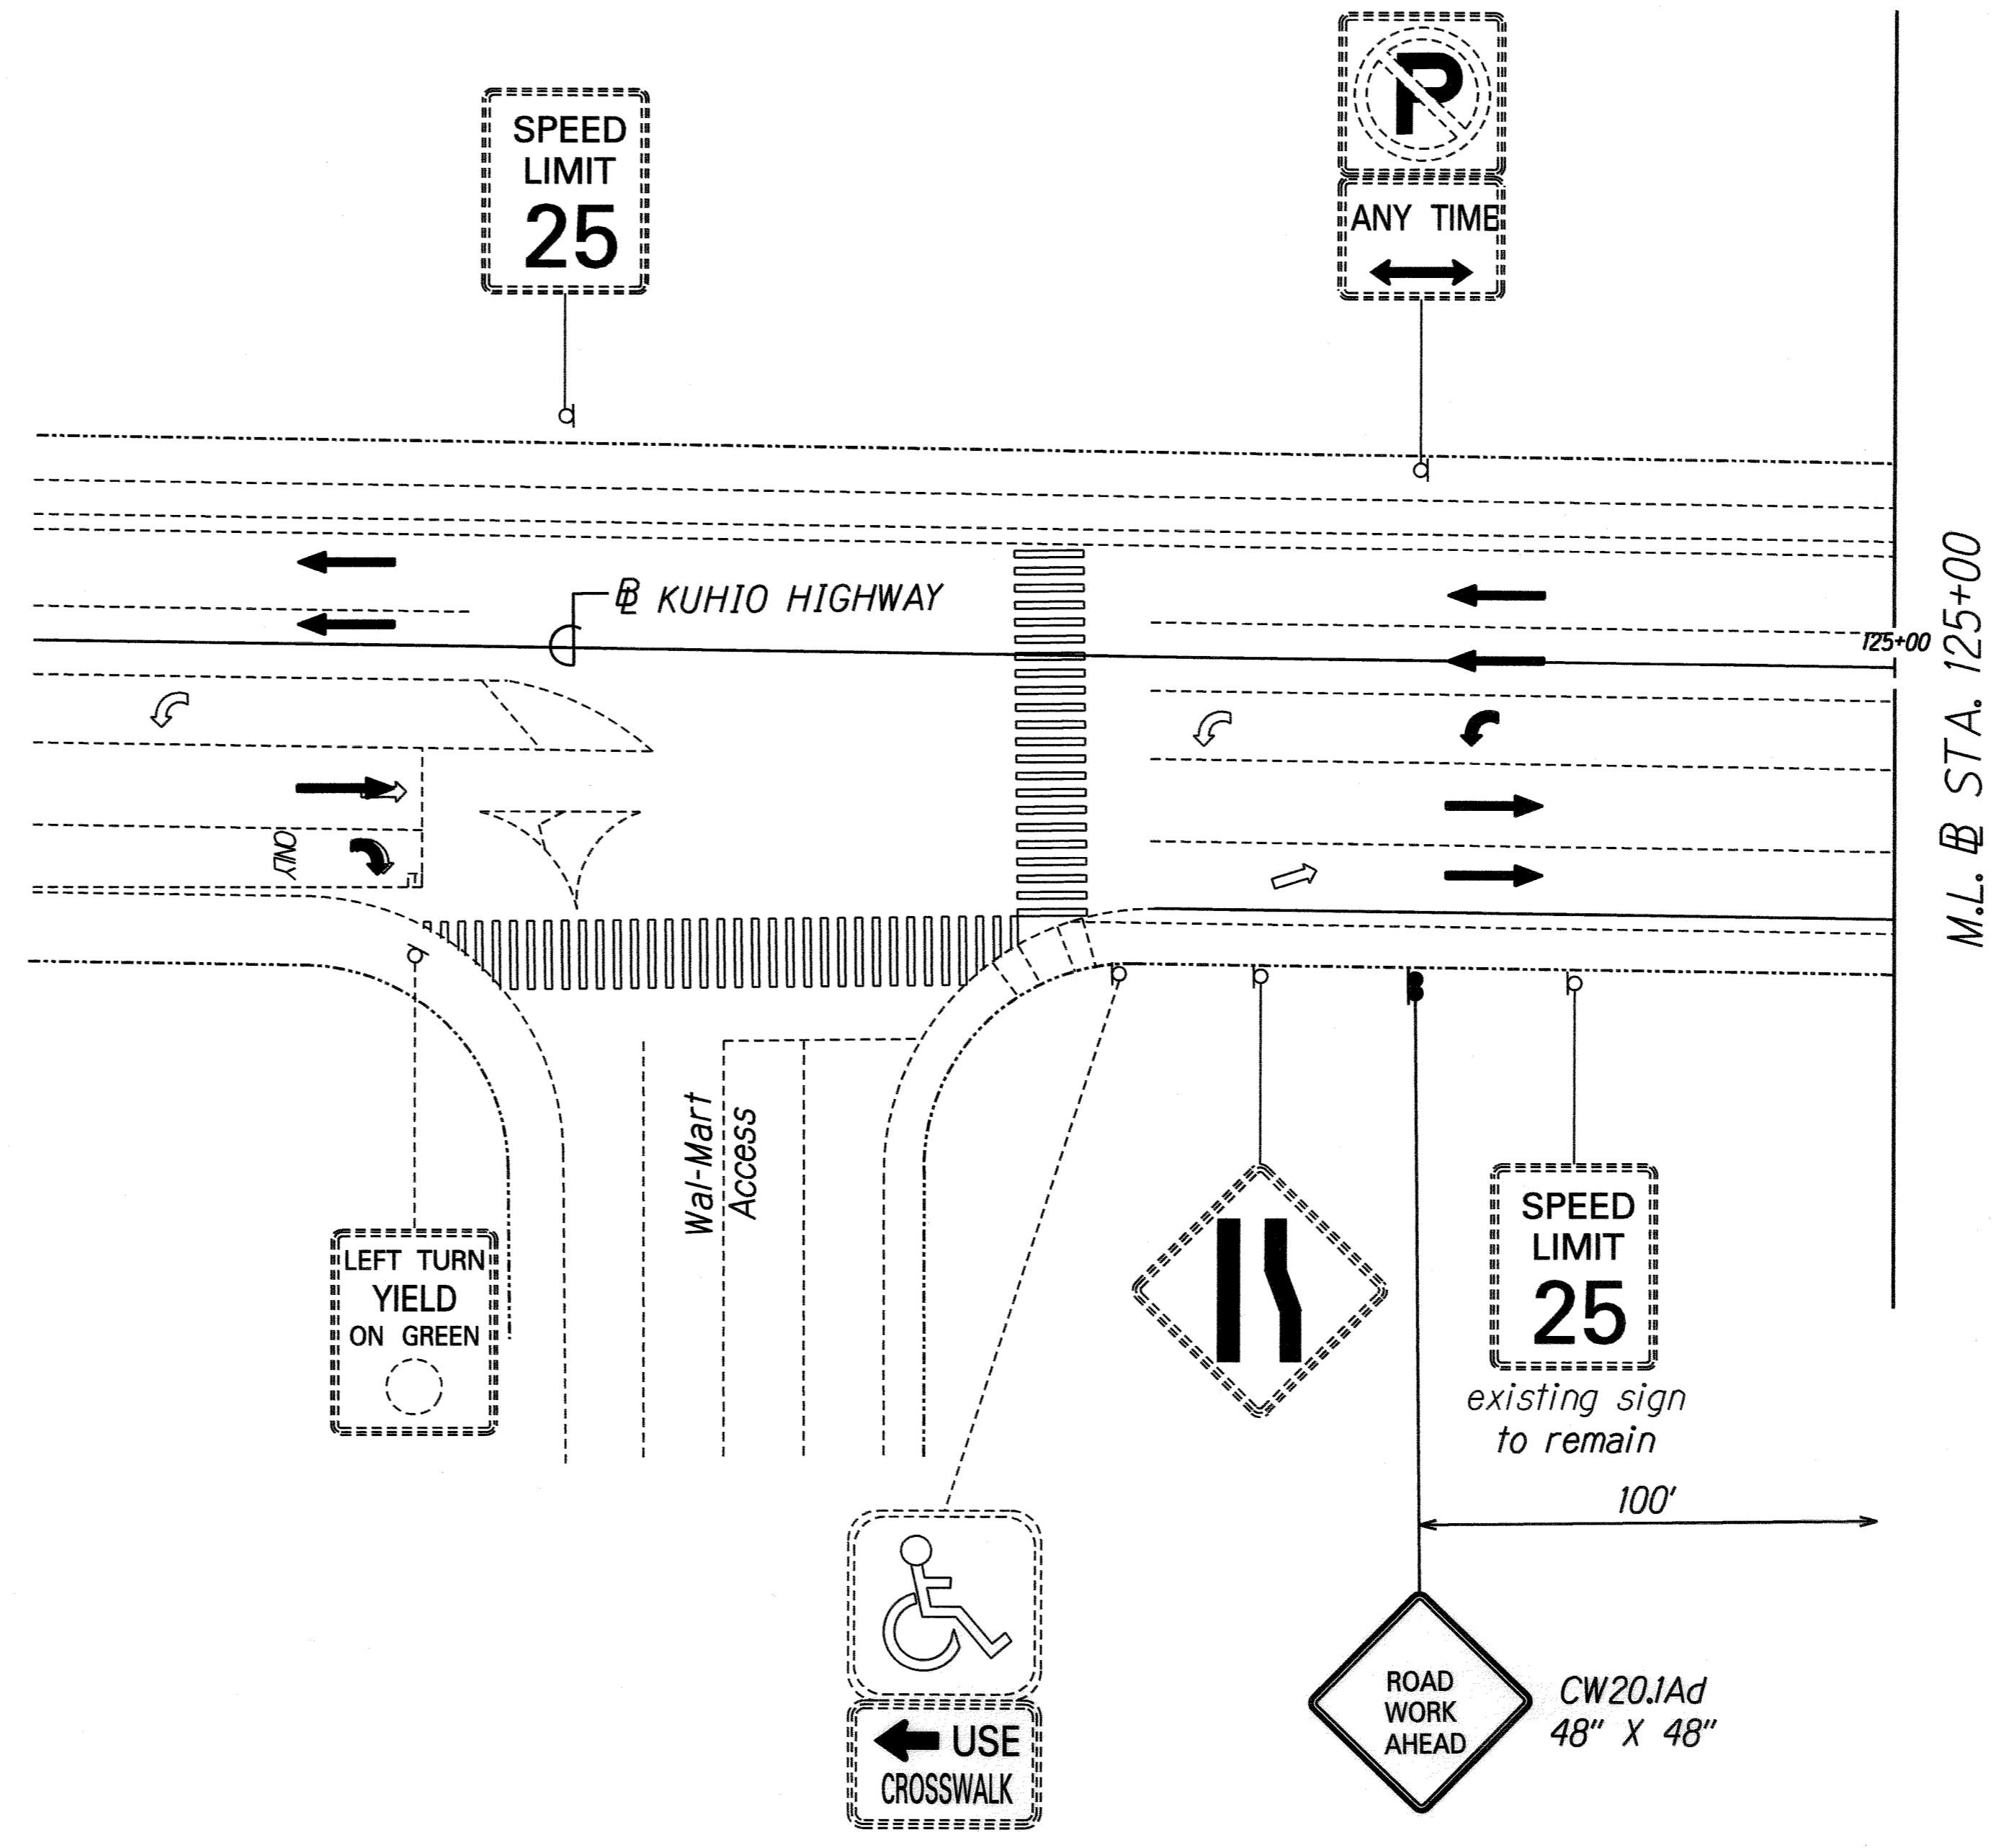 SPEED
LIMIT
25
P
ANY TIME
℄ KUHIO HIGHWAY
125+00
M.L. ℄ STA. 125+00
ONLY
Wal-Mart
Access
LEFT TURN
YIELD
ON GREEN
SPEED
LIMIT
25
existing sign
to remain
100'
USE
CROSSWALK
ROAD
WORK
AHEAD
CW20.1Ad
48" X 48"